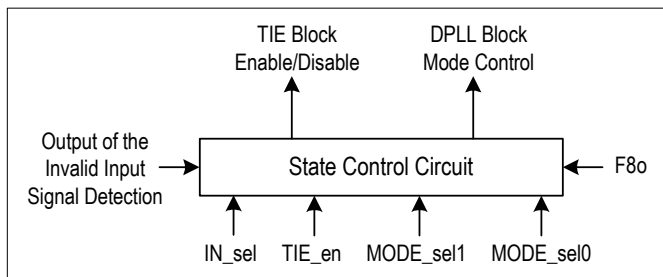 TIE Block
Enable/Disable
DPLL Block
Mode Control
Output of the
Invalid Input
Signal Detection
State Control Circuit
F8o
IN_sel
TIE_en
MODE_sel1
MODE_sel0